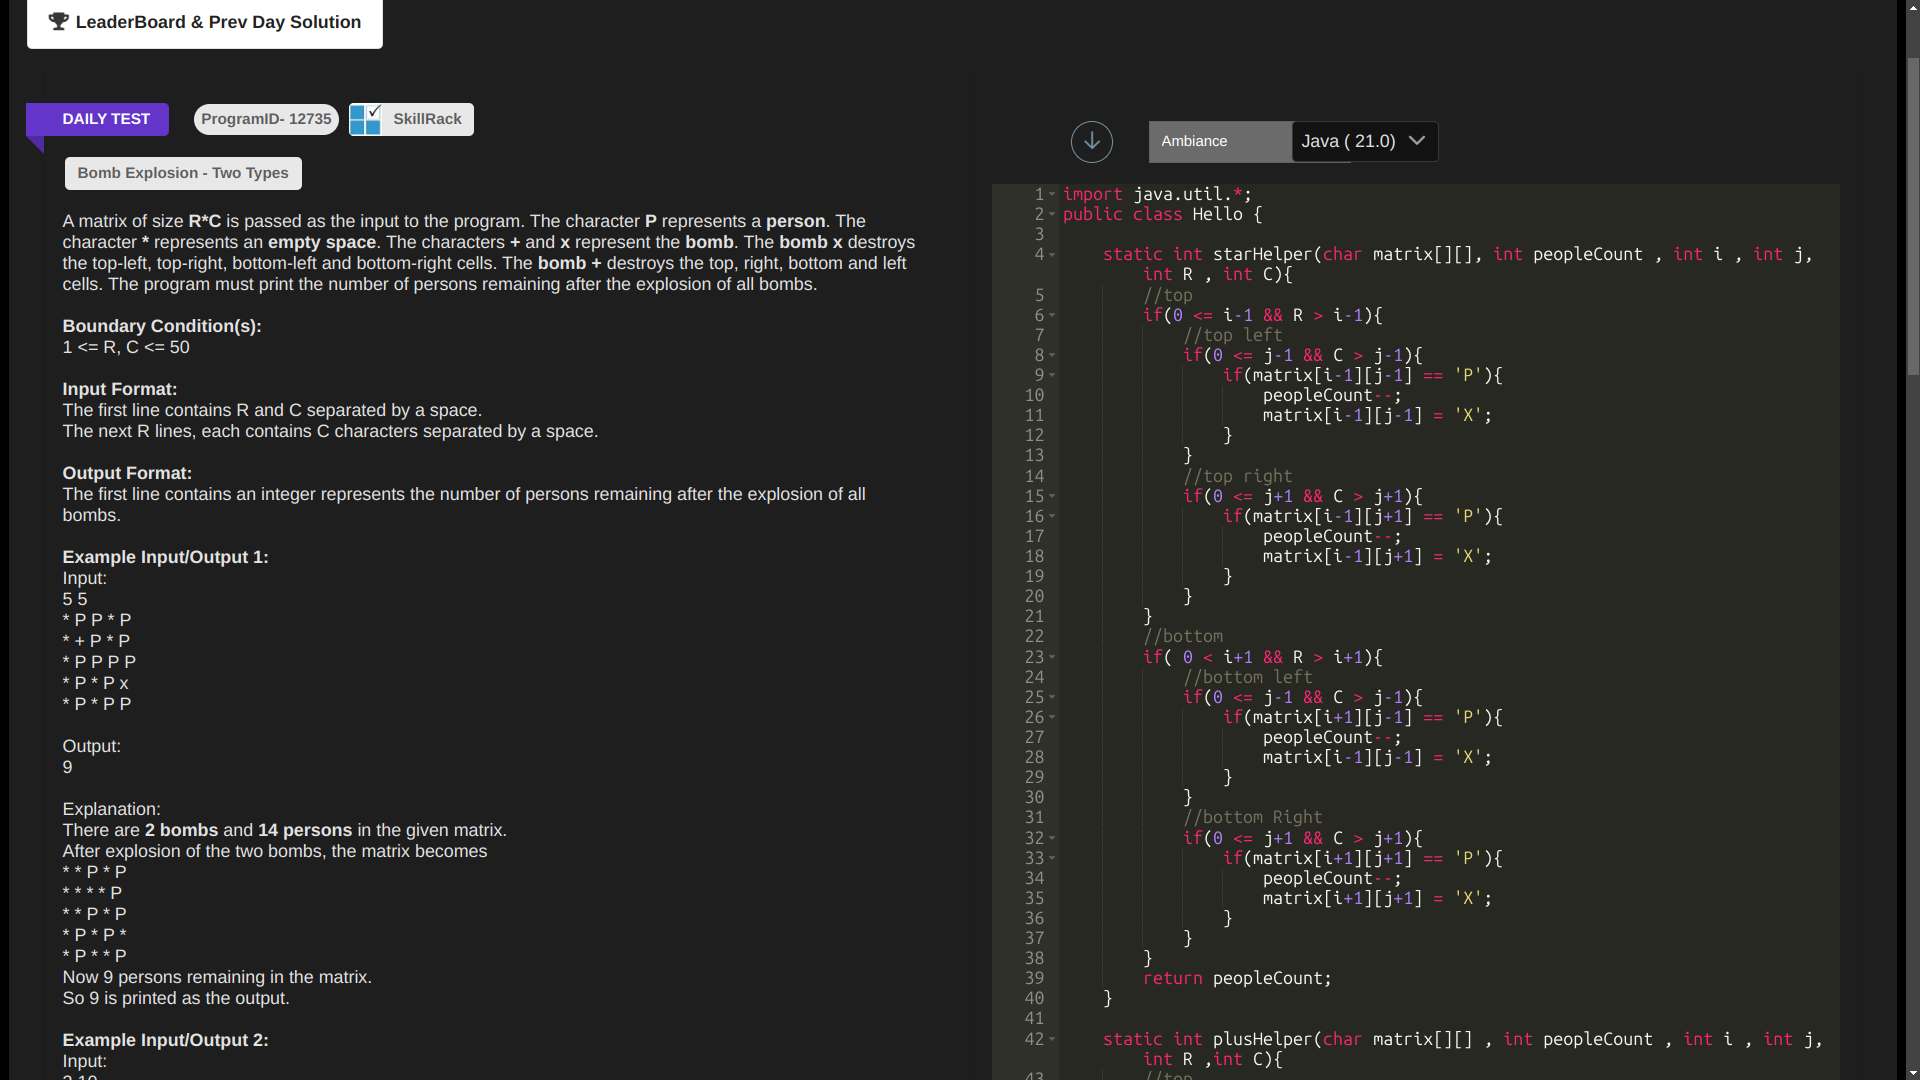 LeaderBoard & Prev Day Solution
DAILY TEST
ProgramID- 12735
SkillRack
Bomb Explosion - Two Types
A matrix of size R*C is passed as the input to the program. The character P represents a person. The
character * represents an empty space. The characters + and x represent the bomb. The bomb x destroys
the top-left, top-right, bottom-left and bottom-right cells. The bomb + destroys the top, right, bottom and left
cells. The program must print the number of persons remaining after the explosion of all bombs.
Boundary Condition(s):
1 <= R, C <= 50
Input Format:
The first line contains R and C separated by a space.
The next R lines, each contains C characters separated by a space.
Output Format:
The first line contains an integer represents the number of persons remaining after the explosion of all
bombs.
Example Input/Output 1:
Input:
5 5
* P P * P
* + P * P
* P P P P
* P * P x
* P * P P
Output:
9
Explanation:
There are 2 bombs and 14 persons in the given matrix.
After explosion of the two bombs, the matrix becomes
* * P * P
* * * * P
* * P * P
* P * P *
* P * * P
Now 9 persons remaining in the matrix.
So 9 is printed as the output.
Example Input/Output 2:
Input:
Ambiance
Java ( 21.0)
1 import java.util.*;
2 public class Hello {
3
4 static int starHelper(char matrix[][], int peopleCount , int i , int j,
int R , int C){
5 //top
6 if(0 <= i-1 && R > i-1){
7 //top left
8 if(0 <= j-1 && C > j-1){
9 if(matrix[i-1][j-1] == 'P'){
10 peopleCount--;
11 matrix[i-1][j-1] = 'X';
12 }
13 }
14 //top right
15 if(0 <= j+1 && C > j+1){
16 if(matrix[i-1][j+1] == 'P'){
17 peopleCount--;
18 matrix[i-1][j+1] = 'X';
19 }
20 }
21 }
22 //bottom
23 if( 0 < i+1 && R > i+1){
24 //bottom left
25 if(0 <= j-1 && C > j-1){
26 if(matrix[i+1][j-1] == 'P'){
27 peopleCount--;
28 matrix[i-1][j-1] = 'X';
29 }
30 }
31 //bottom Right
32 if(0 <= j+1 && C > j+1){
33 if(matrix[i+1][j+1] == 'P'){
34 peopleCount--;
35 matrix[i+1][j+1] = 'X';
36 }
37 }
38 }
39 return peopleCount;
40 }
41
42 static int plusHelper(char matrix[][] , int peopleCount , int i , int j,
int R ,int C){
43 //top